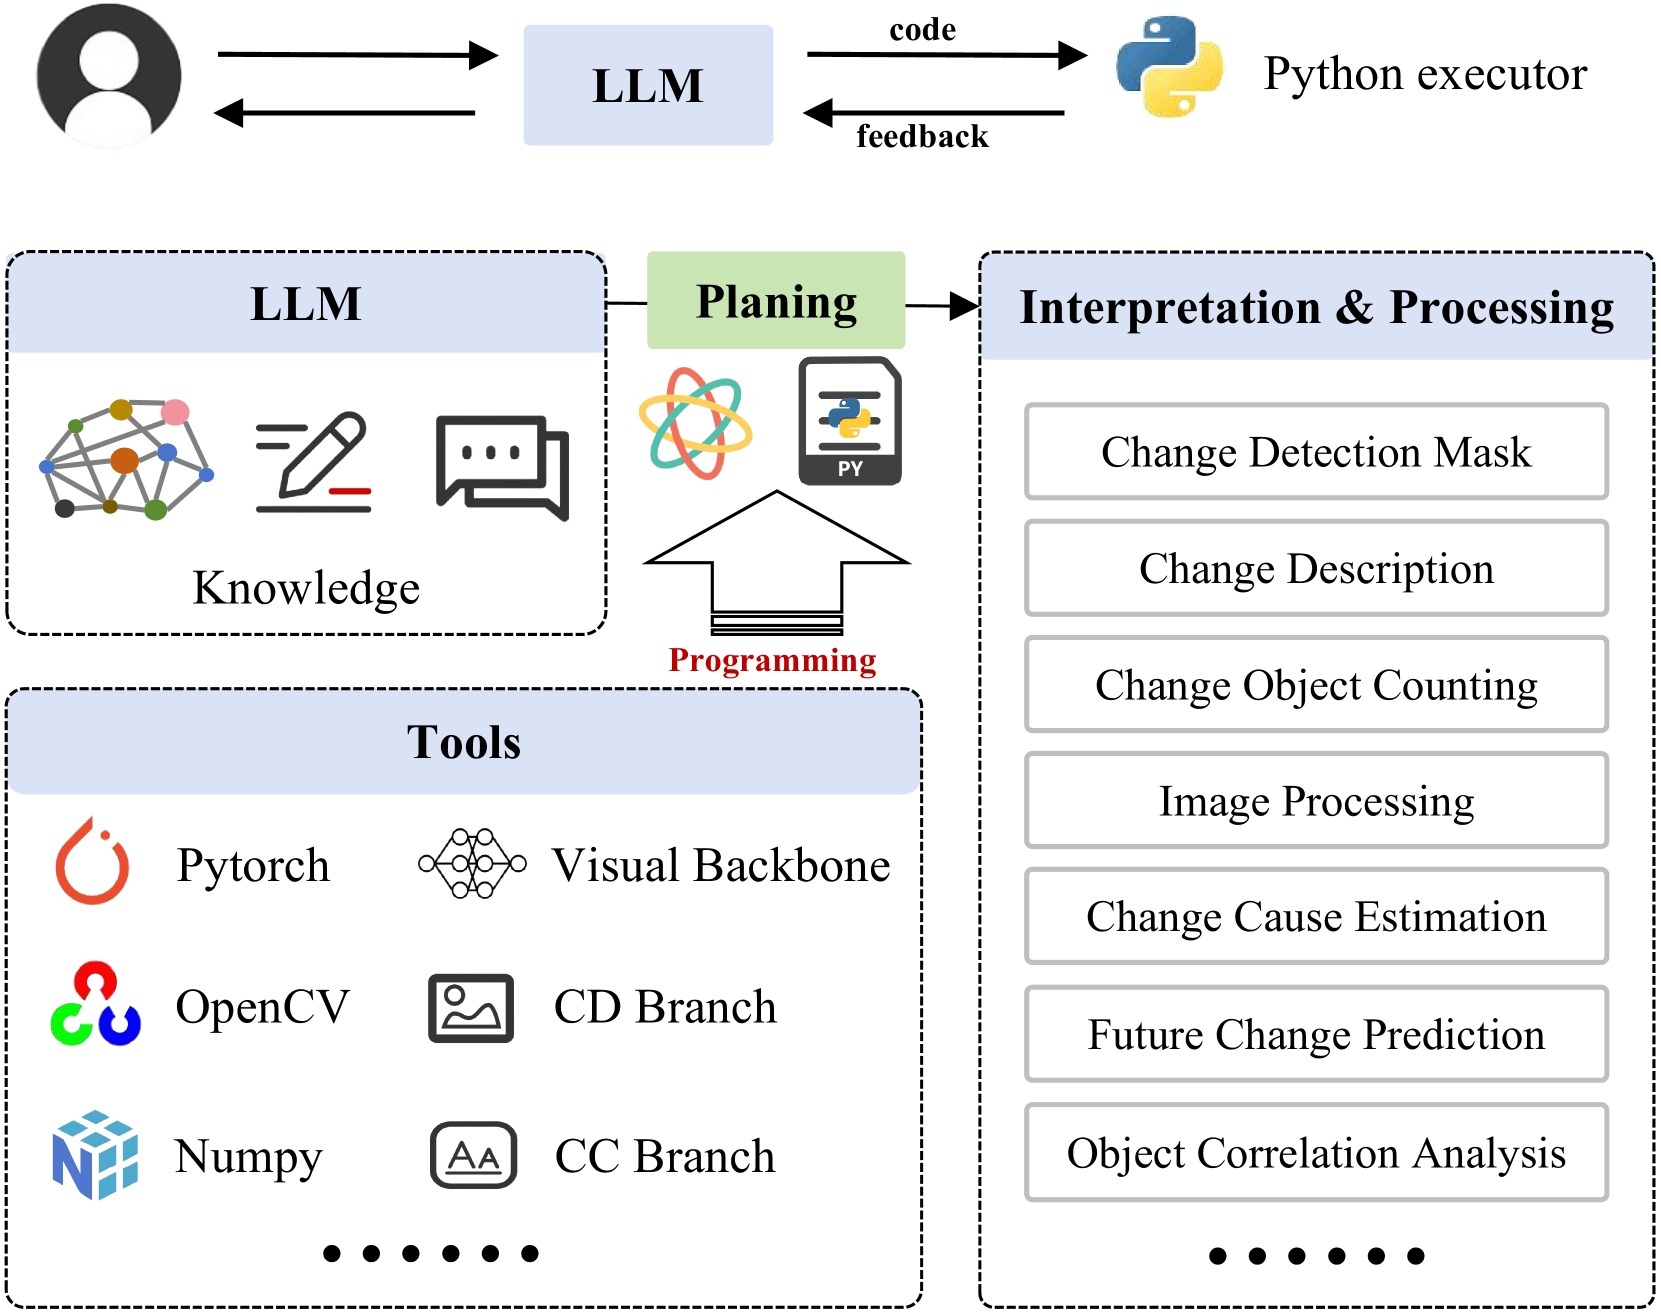 code
LLM
Python executor
feedback
LLM
Planing
Interpretation & Processing
PY
Knowledge
Programming
Change Detection Mask
Change Description
Change Object Counting
Image Processing
Change Cause Estimation
Future Change Prediction
Object Correlation Analysis
Tools
Pytorch
Visual Backbone
OpenCV
CD Branch
Numpy
AA
CC Branch